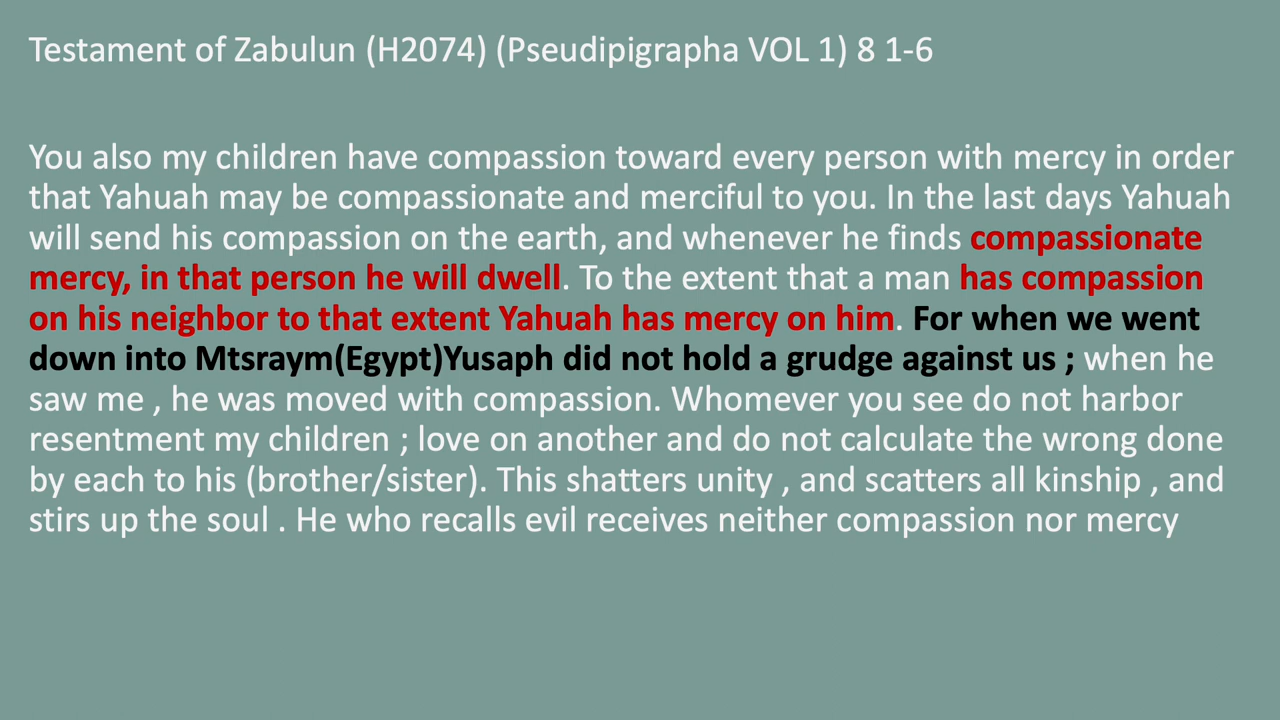 Testament of Zabulun (H2074) (Pseudipigrapha VOL 1) 8 1-6
You also my children have compassion toward every person with mercy in order
that Yahuah may be compassionate and merciful to you. In the last days Yahuah
will send his compassion on the earth, and whenever he finds compassionate
mercy, in that person he will dwell. To the extent that a man has compassion
on his neighbor to that extent Yahuah has mercy on him. For when we went
down into Mtsraym(Egypt)Yusaph did not hold a grudge against us ; when he
saw me , he was moved with compassion. Whomever you see do not harbor
resentment my children ; love on another and do not calculate the wrong done
by each to his (brother/sister). This shatters unity , and scatters all kinship , and
stirs up the soul . He who recalls evil receives neither compassion nor mercy